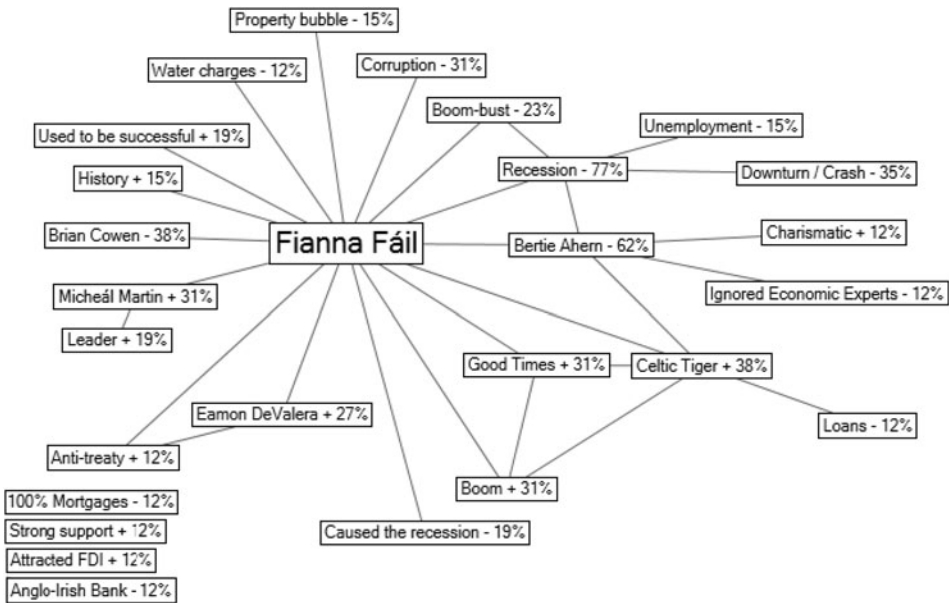 Property bubble - 15%
Water charges - 12%
Corruption - 31%
Boom-bust - 23%
Unemployment - 15%
Used to be successful + 19%
Recession - 77%
Downturn / Crash - 35%
History + 15%
Brian Cowen - 38%
Fianna Fáil
Bertie Ahern - 62%
Charismatic + 12%
Ignored Economic Experts - 12%
Micheál Martin + 31%
Leader + 19%
Good Times + 31%
Celtic Tiger + 38%
Eamon DeValera + 27%
Loans - 12%
Anti-treaty + 12%
Boom + 31%
100% Mortgages - 12%
Strong support + 12%
Caused the recession - 19%
Attracted FDI + 12%
Anglo-Irish Bank - 12%